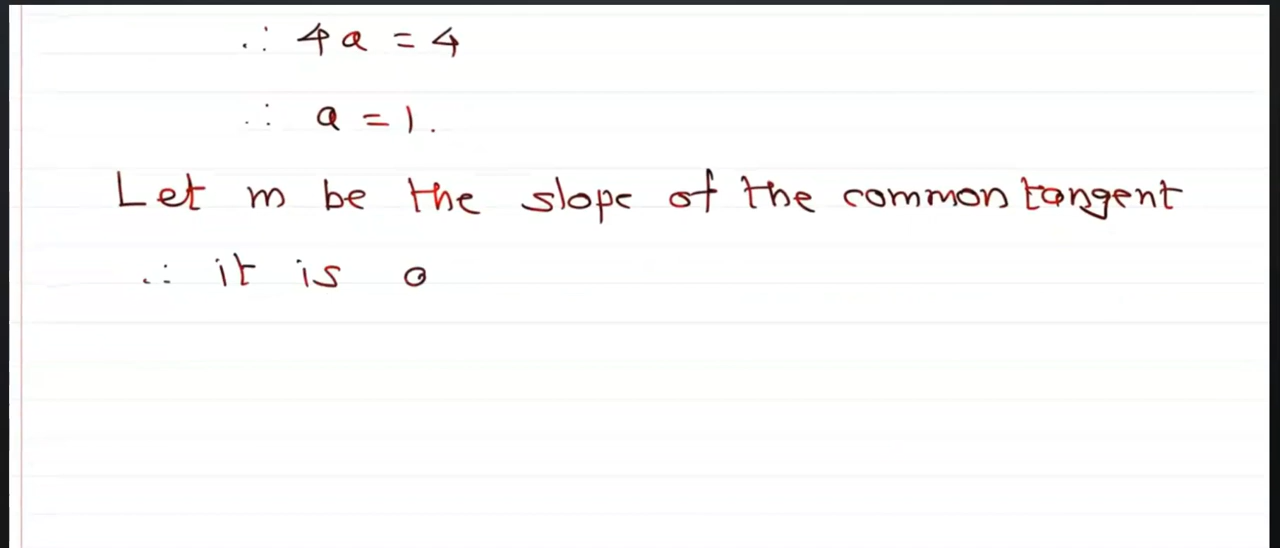 ∴ 4a = 4
∴ a = 1.
Let m be the slope of the common tangent
∴ it is o